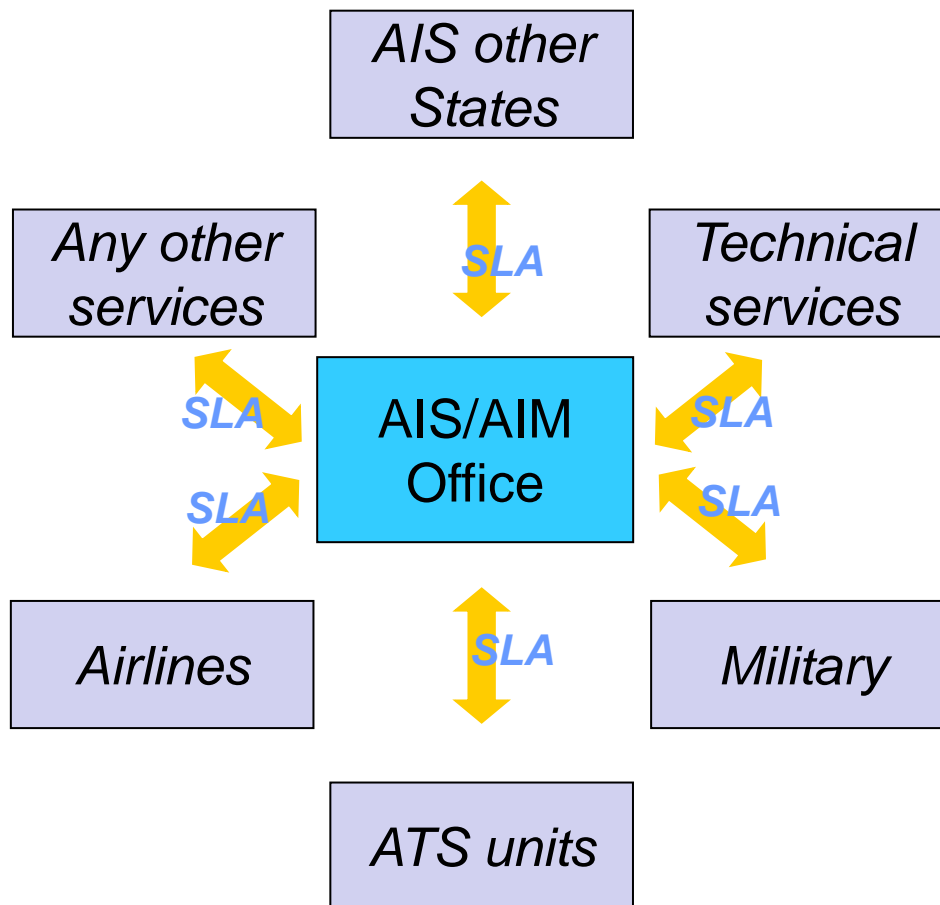 AIS other
States
SLA
Any other
services
Technical
services
SLA
AIS/AIM
Office
SLA
SLA
SLA
Airlines
SLA
Military
ATS units